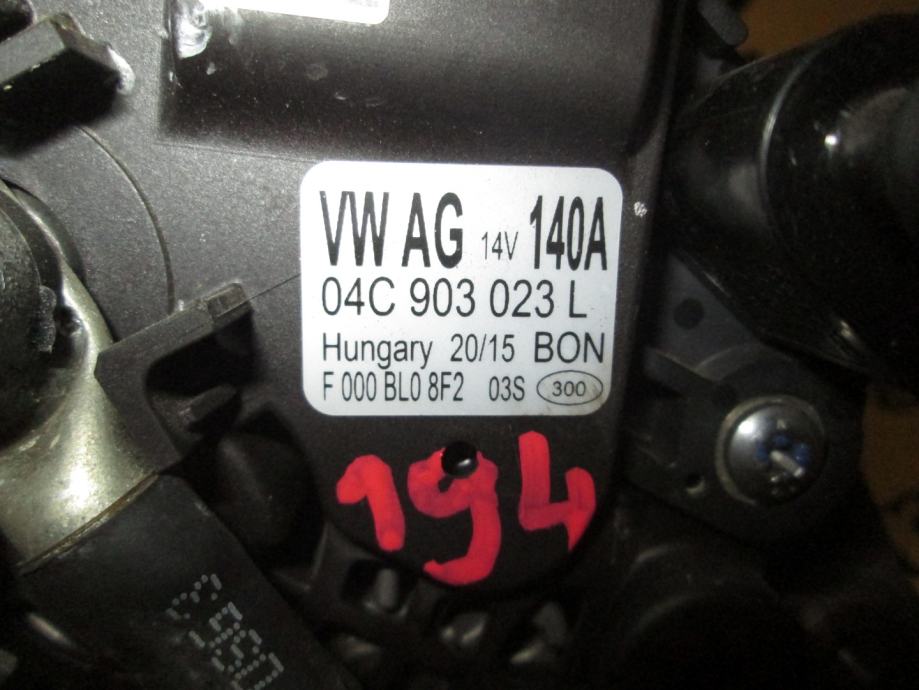 VW AG 14V 140A
04C 903 023 L
Hungary 20/15 BON
F 000 BL0 8F2 03S 300
194